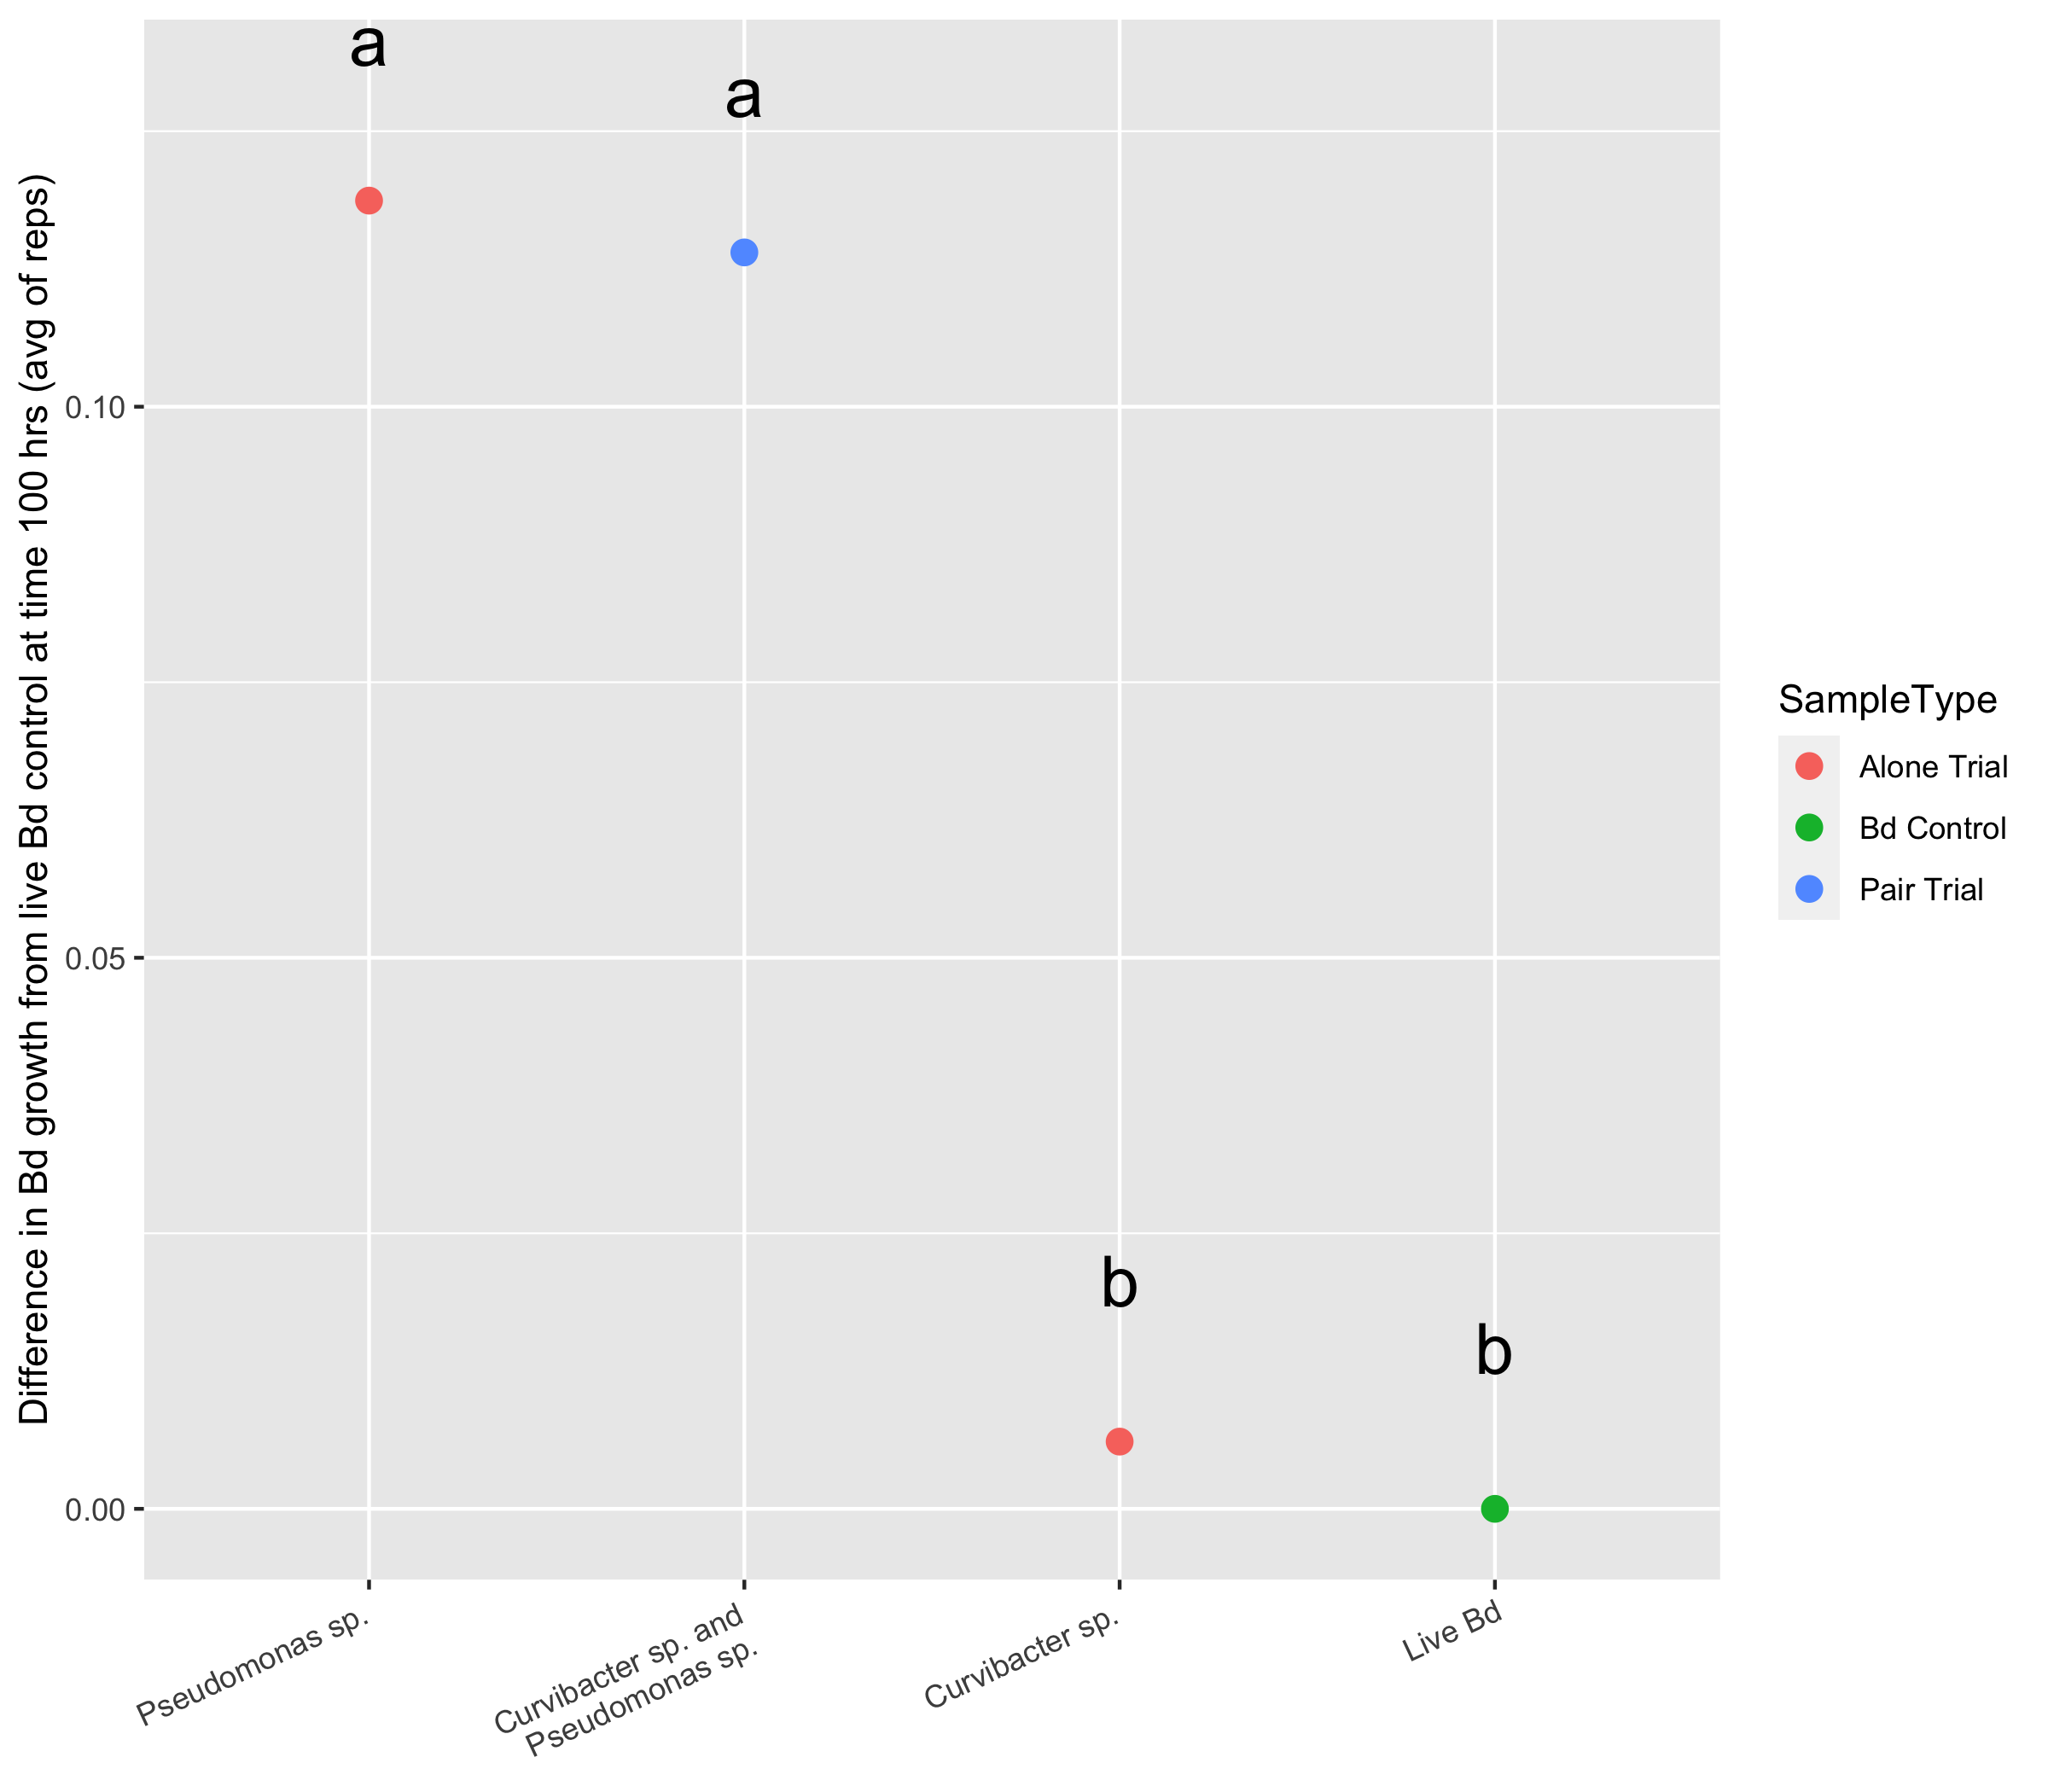 Difference in Bd growth from live Bd control at time 100 hrs (avg of reps)
0.10
0.05
0.00
a
a
b
b
Pseudomonas sp.
Curvibacter sp. and
Pseudomonas sp.
Curvibacter sp.
Live Bd
SampleType
Alone Trial
Bd Control
Pair Trial